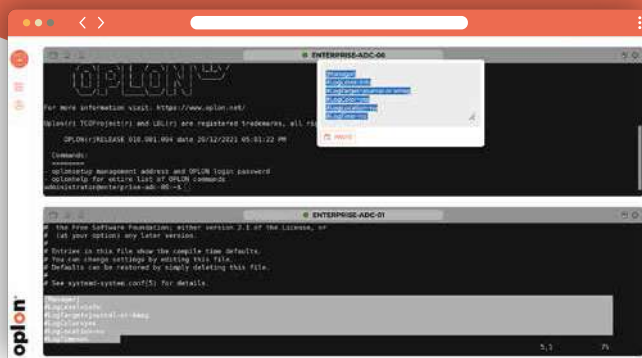 ENTERPRISE-ADC-06
OPLON
[Manager]
#LogLevel=info
#LogTarget=journal-or-kmsg
#LogColor=yes
#LogLocation=no
#LogTime=no
For more information visit: https://www.oplon.net/
Oplon(r) TCOProject(r) and LBL(r) are registered trademarks, all
OPLON(r)RELEASE 010.001.004 date 20/12/2021 05:01:22 PM
Commands:
========
- oplonsetup management address and OPLON login password
- oplonhelp for entire list of OPLON commands
administrator@enterprise-adc-06:~$
ENTERPRISE-ADC-01
# the Free Software Foundation; either version 2.1 of the License, or
# (at your option) any later version.
#
# Entries in this file show the compile time defaults.
# You can change settings by editing this file.
# Defaults can be restored by simply deleting this file.
#
# See systemd-system.conf(5) for details.
[Manager]
#LogLevel=info
#LogTarget=journal-or-kmsg
#LogColor=yes
#LogLocation=no
#LogTime=no
5,1 7%
oplon